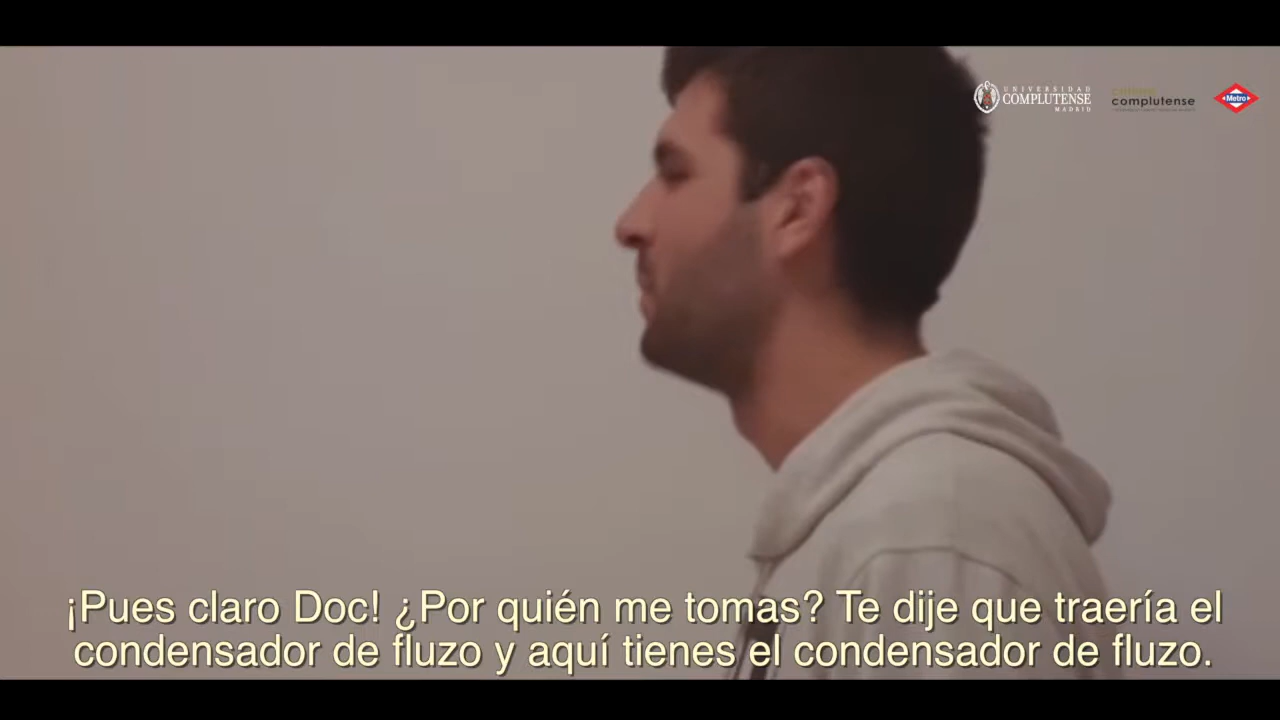 UNIVERSIDAD
COMPLUTENSE
MADRID
complutense
Metro
¡Pues claro Doc! ¿Por quién me tomas? Te dije que traería el
condensador de fluzo y aquí tienes el condensador de fluzo.